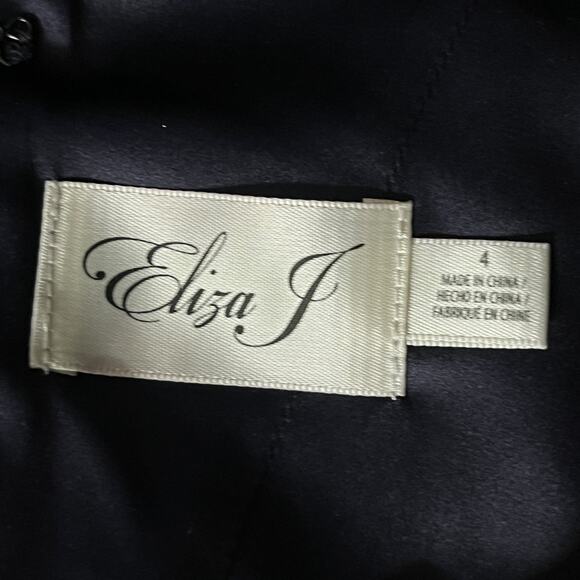 Eliza J
4
MADE IN CHINA /
HECHO EN CHINA /
FABRIQUÉ EN CHINE